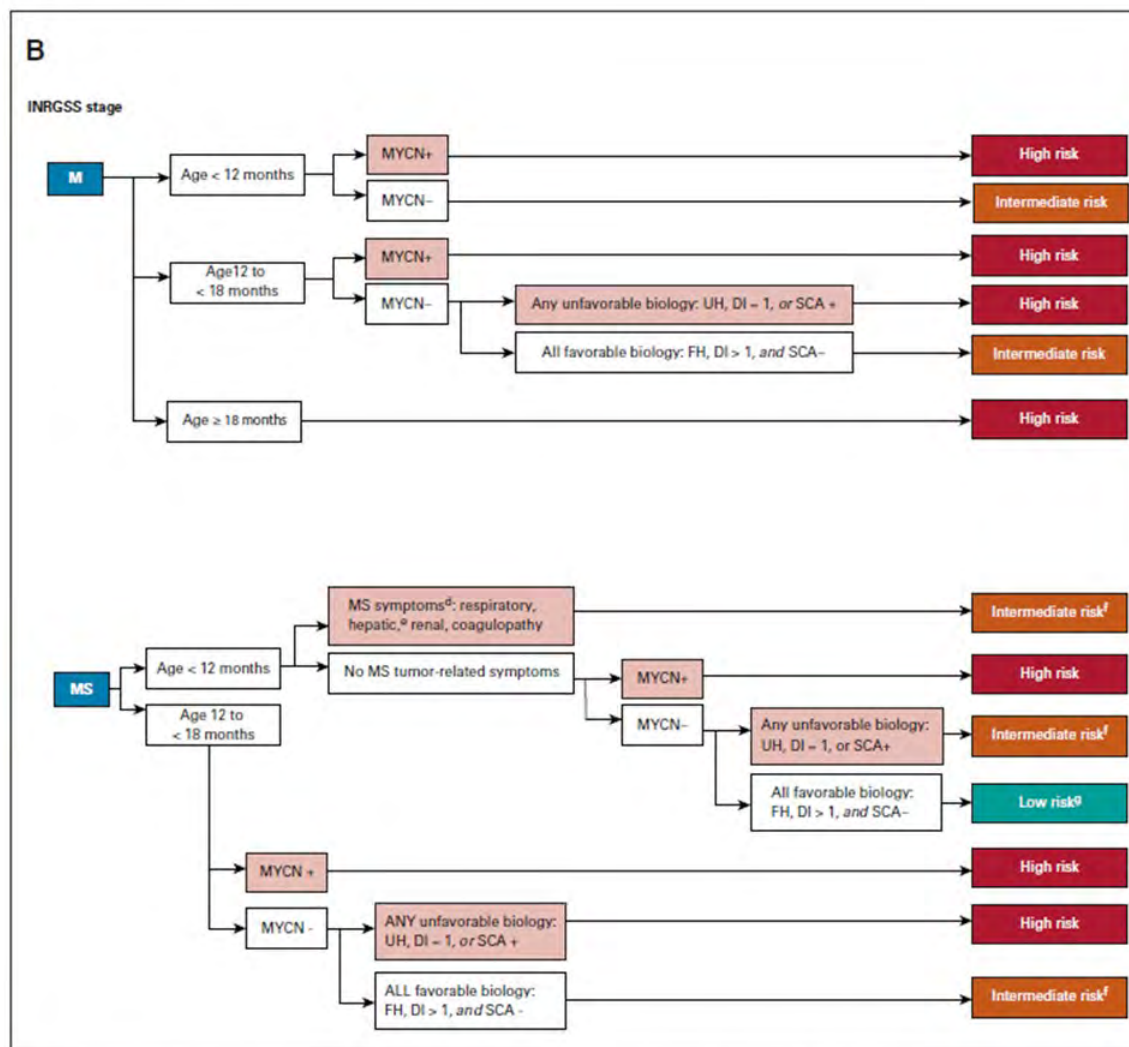 B
INRGSS stage
M
Age < 12 months
MYCN+
High risk
MYCN–
Intermediate risk
Age12 to
< 18 months
MYCN+
High risk
MYCN–
Any unfavorable biology: UH, DI = 1, or SCA +
High risk
All favorable biology: FH, DI > 1, and SCA–
Intermediate risk
Age ≥ 18 months
High risk
MS
Age < 12 months
MS symptomsᵈ: respiratory,
hepatic,ᵉ renal, coagulopathy
Intermediate riskᶠ
No MS tumor-related symptoms
MYCN+
High risk
MYCN–
Any unfavorable biology:
UH, DI = 1, or SCA+
Intermediate riskᶠ
All favorable biology:
FH, DI > 1, and SCA–
Low riskᵍ
Age 12 to
< 18 months
MYCN +
High risk
MYCN -
ANY unfavorable biology:
UH, DI = 1, or SCA +
High risk
ALL favorable biology:
FH, DI > 1, and SCA -
Intermediate riskᶠ